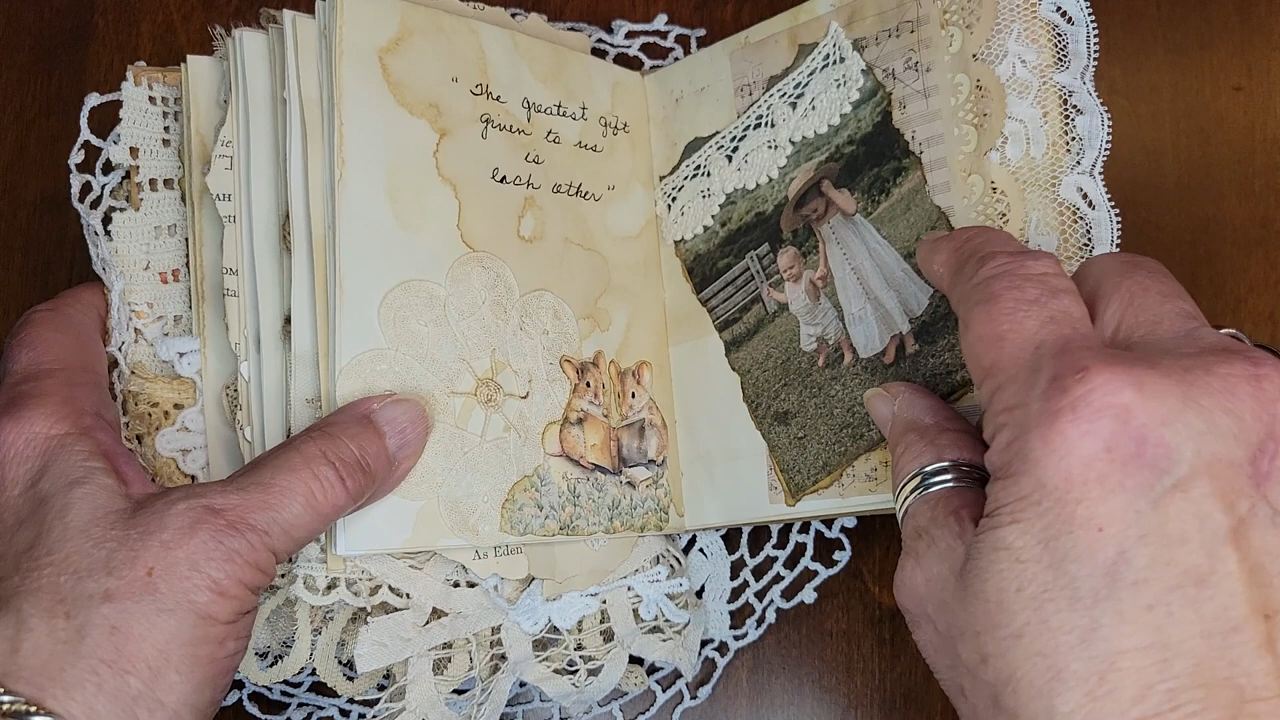 "The greatest gift
given to us
is
each other"
As Eden